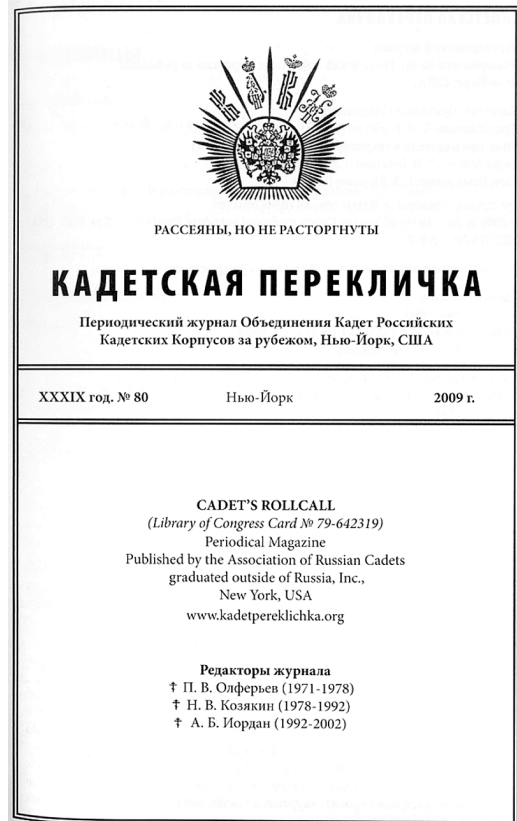 РАССЕЯНЫ, НО НЕ РАСТОРГНУТЫ
КАДЕТСКАЯ ПЕРЕКЛИЧКА
Периодический журнал Объединения Кадет Российских
Кадетских Корпусов за рубежом, Нью-Йорк, США
XXXIX год. № 80 Нью-Йорк 2009 г.
CADET'S ROLLCALL
(Library of Congress Card № 79-642319)
Periodical Magazine
Published by the Association of Russian Cadets
graduated outside of Russia, Inc.,
New York, USA
www.kadetpereklichka.org
Редакторы журнала
☨ П. В. Олферьев (1971-1978)
☨ Н. В. Козякин (1978-1992)
☨ А. Б. Иордан (1992-2002)